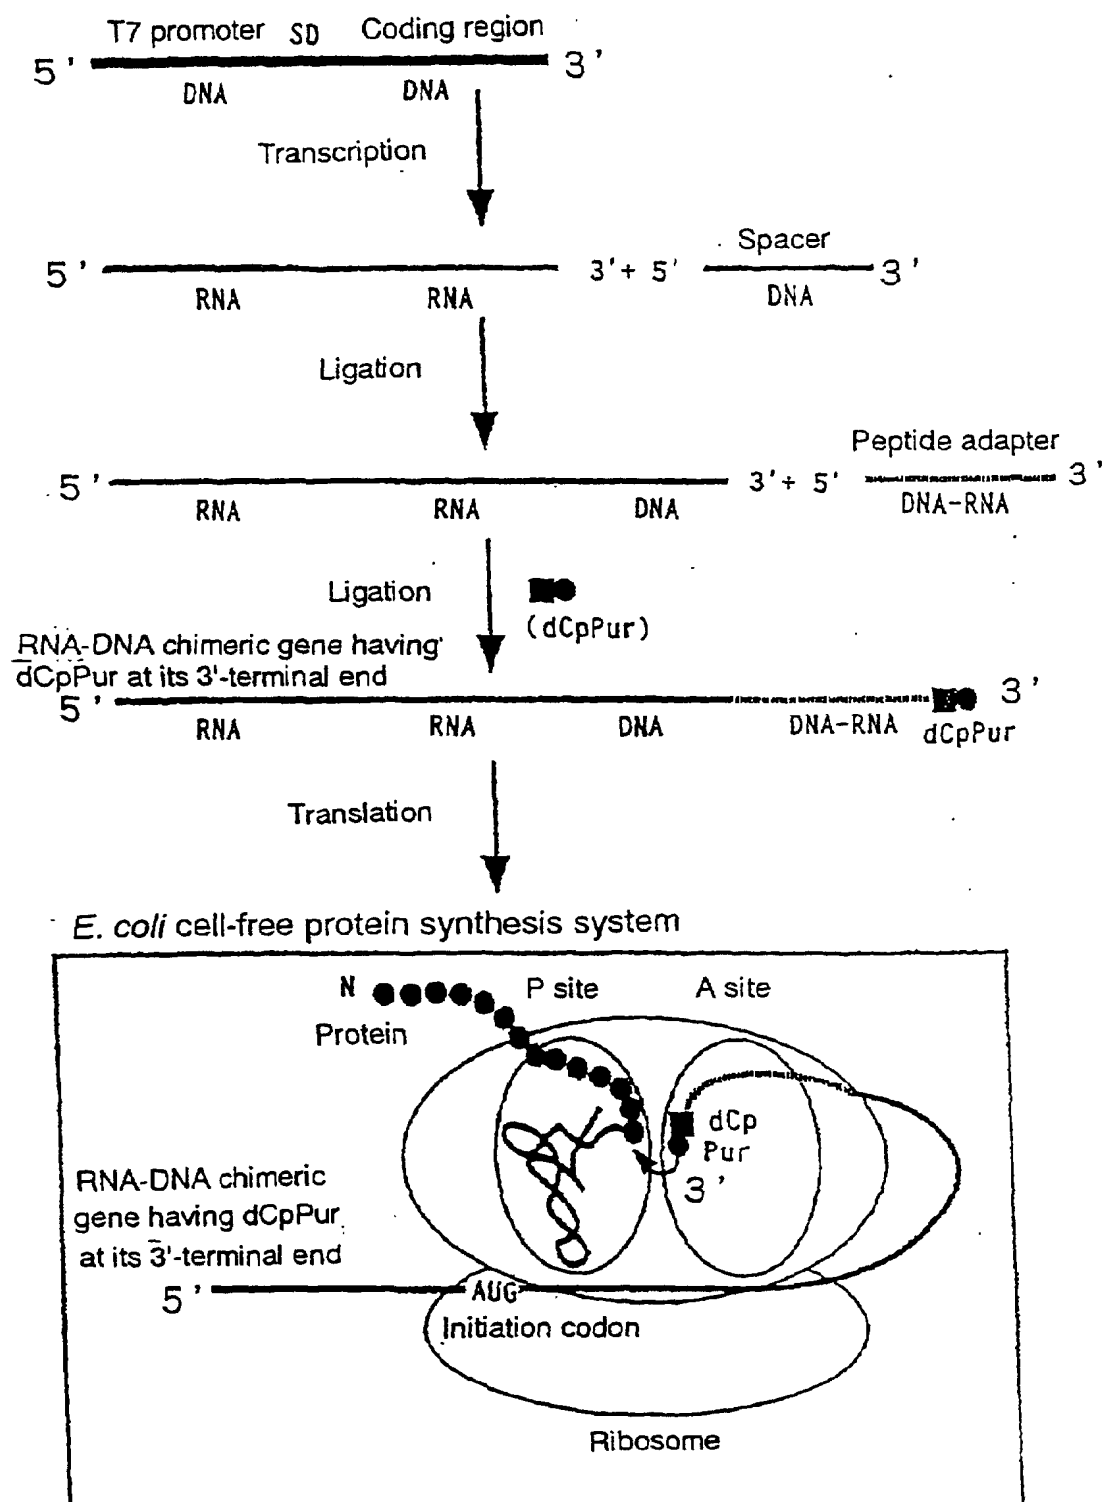 T7 promoter SD Coding region
5' 3'
DNA DNA
Transcription
Spacer
5' 3'+ 5' 3'
RNA RNA DNA
Ligation
Peptide adapter
5' 3'+ 5' 3'
RNA RNA DNA DNA-RNA
Ligation
(dCpPur)
RNA-DNA chimeric gene having
dCpPur at its 3'-terminal end
5' 3'
RNA RNA DNA DNA-RNA dCpPur
Translation
E. coli cell-free protein synthesis system
N P site A site
Protein
dCp
Pur
3'
RNA-DNA chimeric
gene having dCpPur
at its 3'-terminal end
5' AUG
Initiation codon
Ribosome